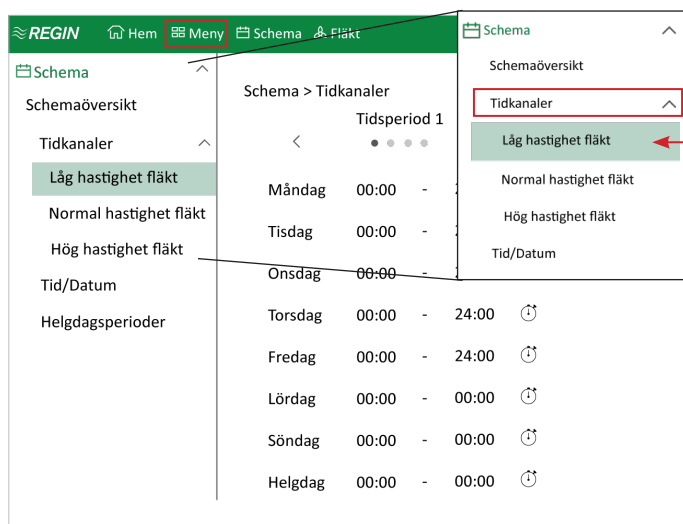 REGIN Hem Meny Schema Fläkt
Schema
Schemaöversikt
Tidkanaler
Låg hastighet fläkt
Normal hastighet fläkt
Hög hastighet fläkt
Tid/Datum
Helgdagsperioder
Schema > Tidkanaler
Tidsperiod 1
<
Måndag 00:00 -
Tisdag 00:00 -
Onsdag 00:00 -
Torsdag 00:00 - 24:00
Fredag 00:00 - 24:00
Lördag 00:00 - 00:00
Söndag 00:00 - 00:00
Helgdag 00:00 - 00:00
Schema
Schemaöversikt
Tidkanaler
Låg hastighet fläkt
Normal hastighet fläkt
Hög hastighet fläkt
Tid/Datum